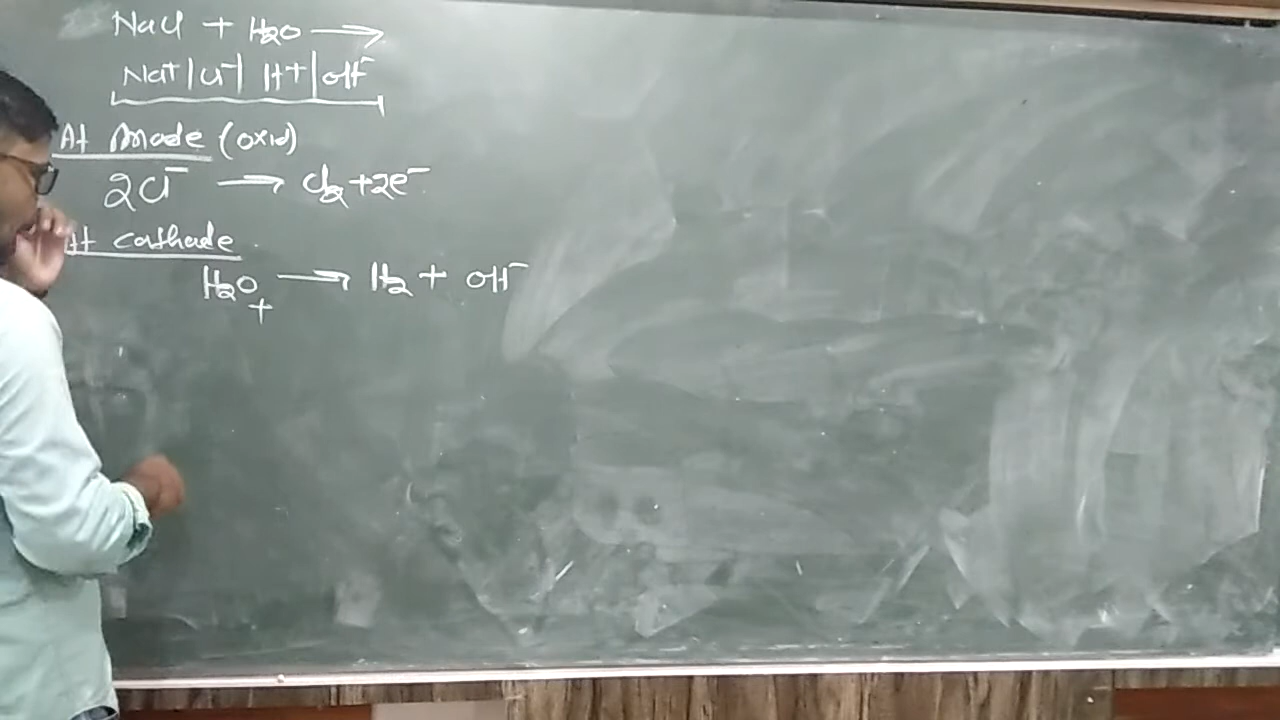 NaCl + H₂O ⟶
Na⁺ | Cl⁻ | H⁺ | OH⁻
At Anode (oxid)
2Cl⁻ ⟶ Cl₂ + 2e⁻
At Cathode
H₂O ⟶ H₂ + OH⁻
+